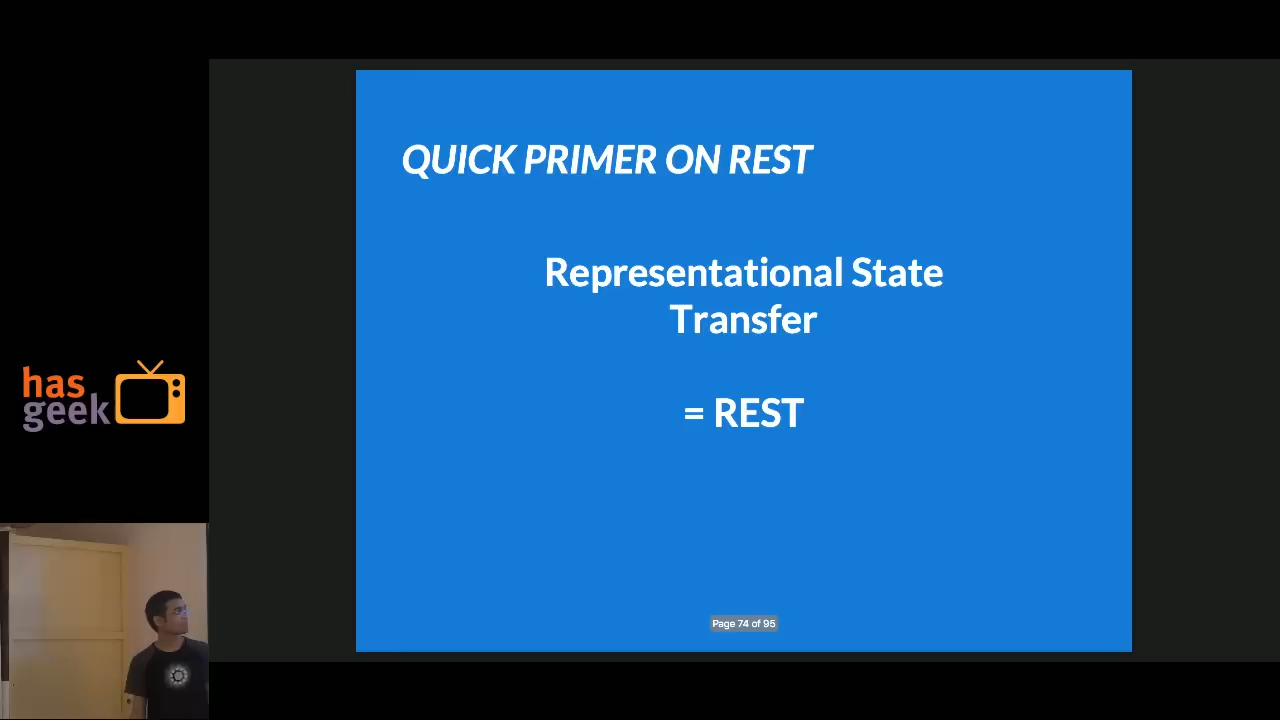 QUICK PRIMER ON REST
Representational State
Transfer
= REST
has
geek
Page 74 of 95